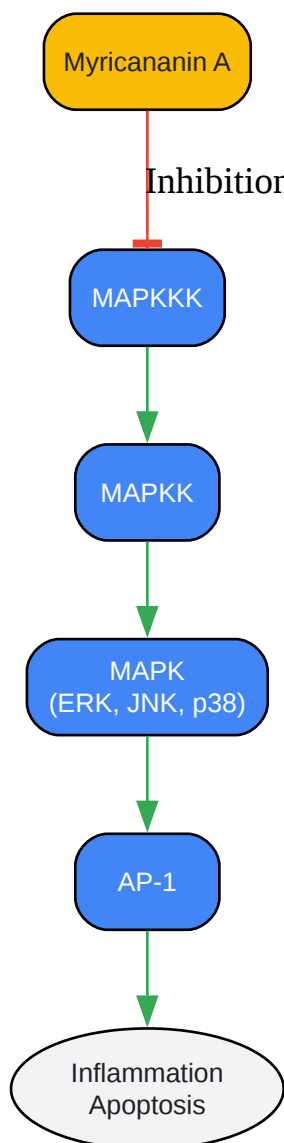 Myricananin A
Inhibition
MAPKKK
MAPKK
MAPK
(ERK, JNK, p38)
AP-1
Inflammation
Apoptosis